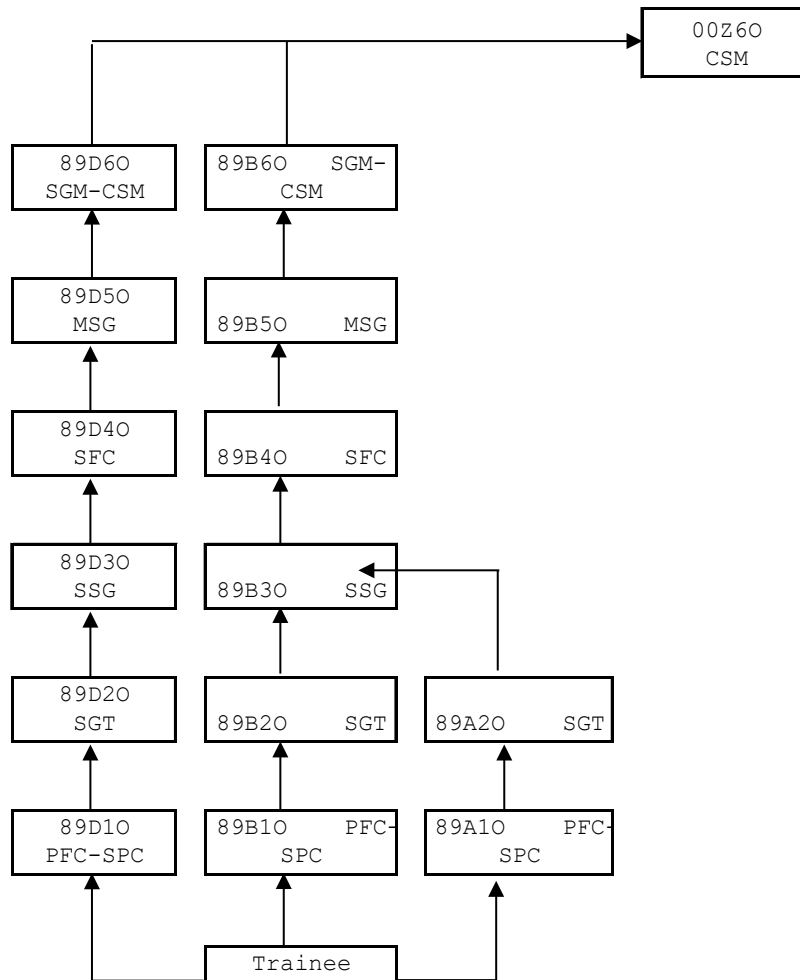 00Z6O
CSM
89D6O
SGM-CSM
89B6O SGM-
CSM
89D5O
MSG
89B5O MSG
89D4O
SFC
89B4O SFC
89D3O
SSG
89B3O SSG
89D2O
SGT
89B2O SGT
89A2O SGT
89D1O
PFC-SPC
89B1O PFC-
SPC
89A1O PFC-
SPC
Trainee